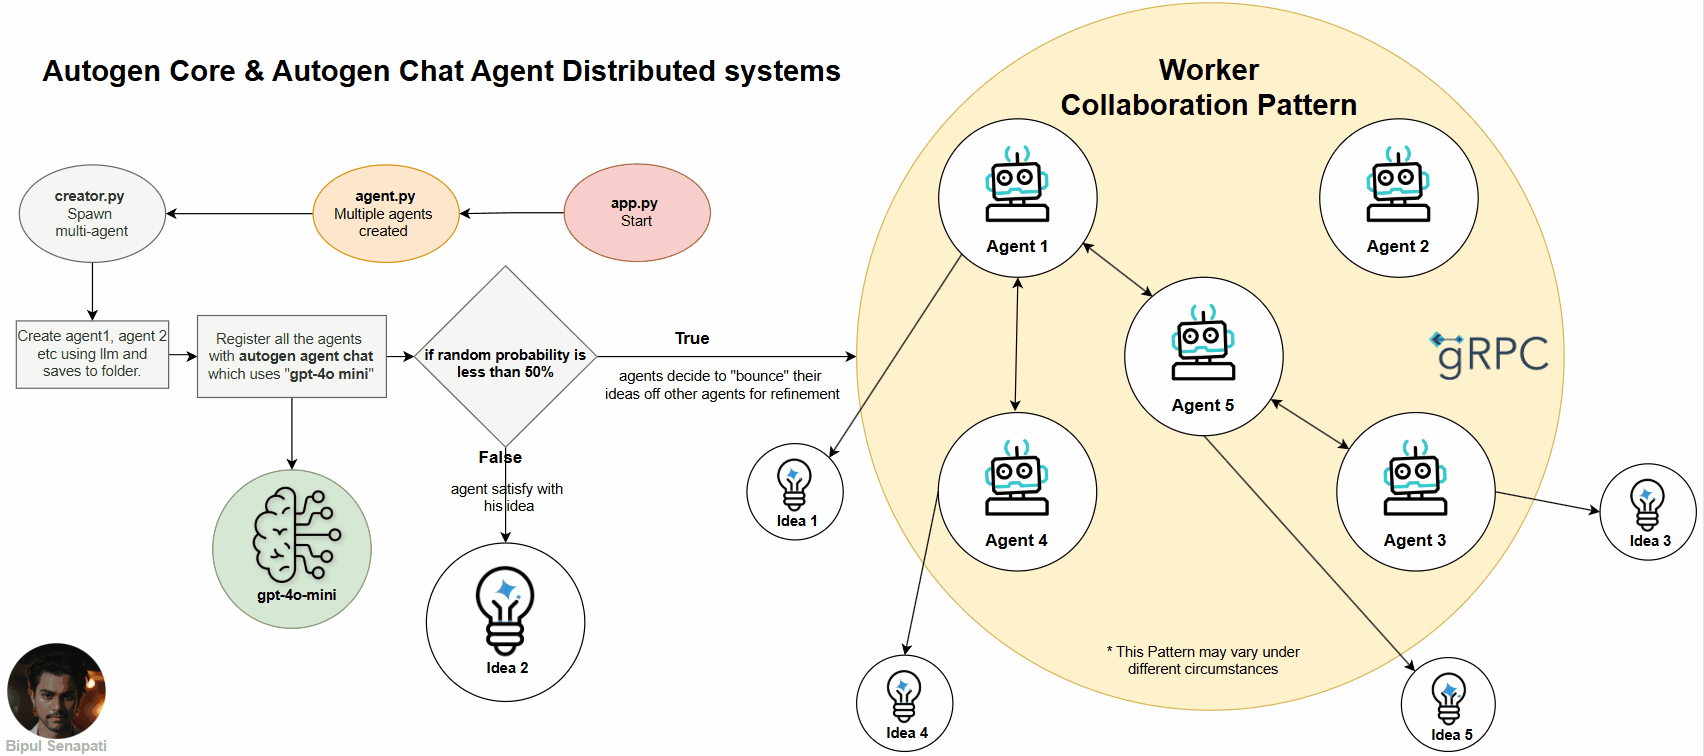 Autogen Core & Autogen Chat Agent Distributed systems
Worker
Collaboration Pattern
creator.py
Spawn
multi-agent
agent.py
Multiple agents
created
app.py
Start
Agent 1
Agent 2
Create agent1, agent 2
etc using llm and
saves to folder.
Register all the agents
with autogen agent chat
which uses "gpt-4o mini"
if random probability is
less than 50%
True
agents decide to "bounce" their
ideas off other agents for refinement
Agent 5
gRPC
False
agent satisfy with
his idea
Idea 1
Agent 4
Agent 3
Idea 3
gpt-4o-mini
Idea 2
* This Pattern may vary under
different circumstances
Idea 4
Idea 5
Bipul Senapati